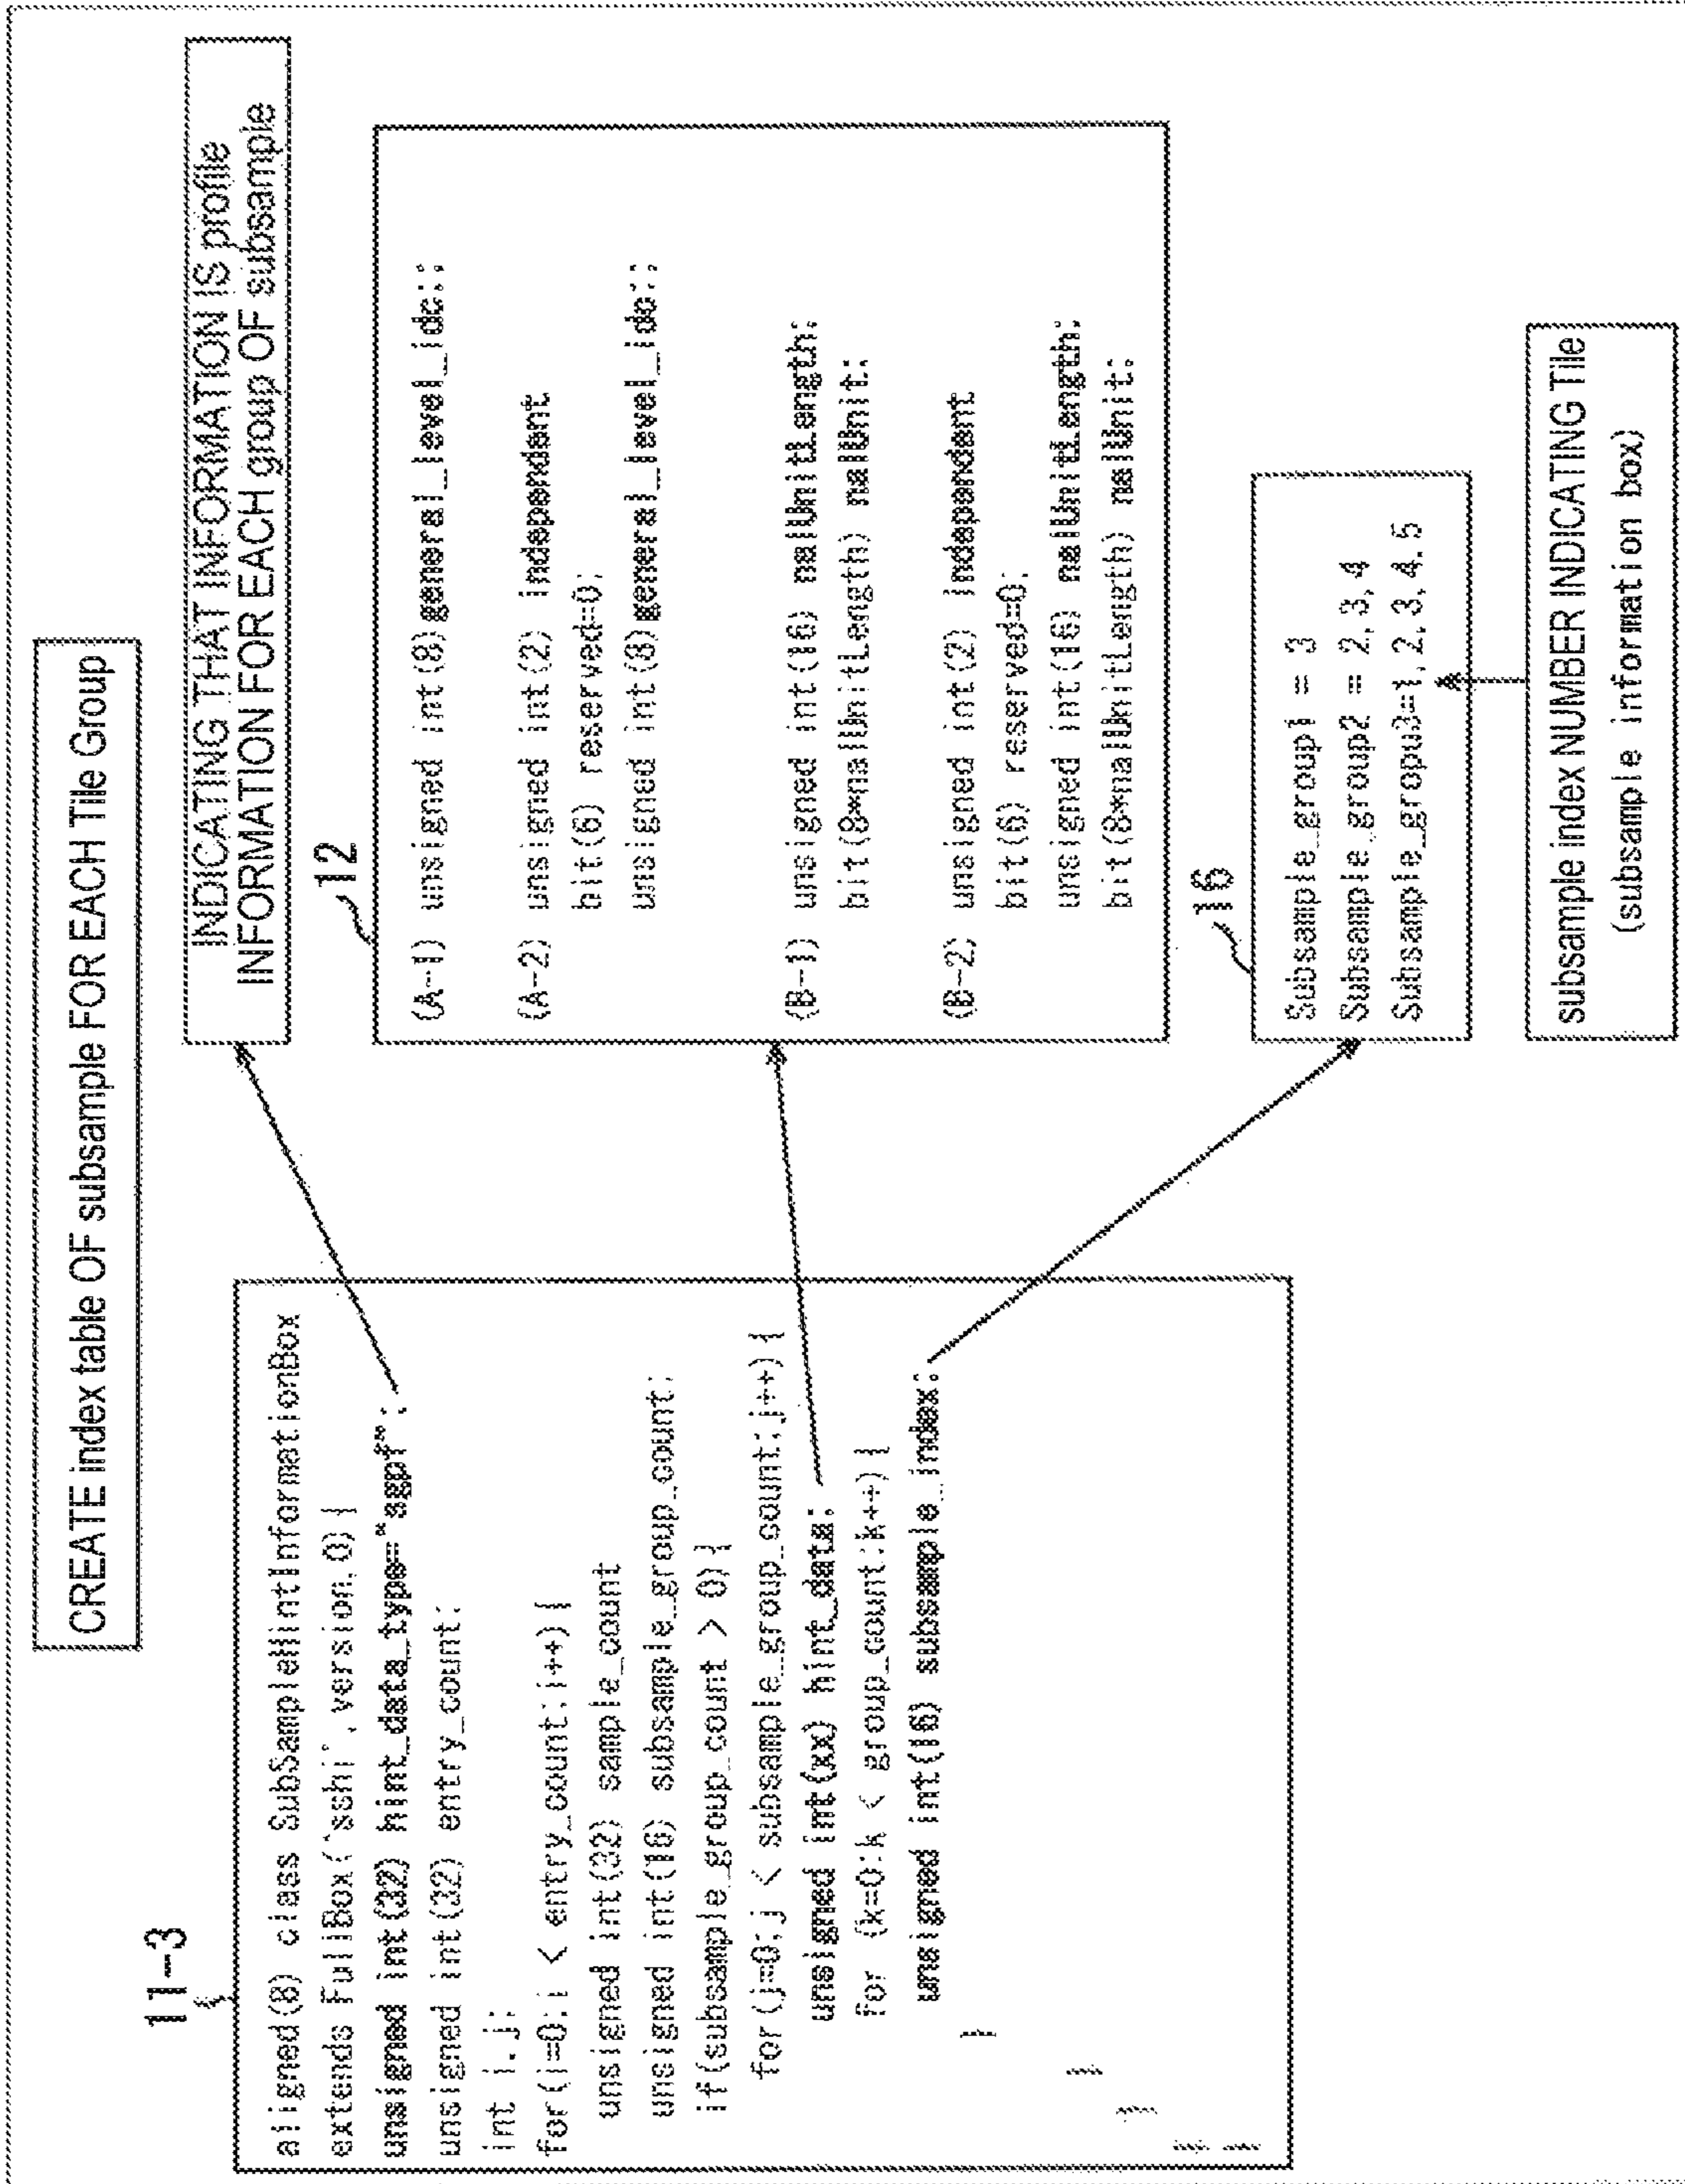 CREATE index table OF subsample FOR EACH Tile Group
11-3
aligned(8) class SubSampleHintInformationBox
extends FullBox('sshi',version,0){
unsigned int(32) hint_data_type="sgpf";
unsigned int(32) entry_count;
int i,j;
for(i=0;i < entry_count;i++){
unsigned int(32) sample_count
unsigned int(16) subsample_group_count;
if(subsample_group_count > 0){
for(j=0;j < subsample_group_count;j++){
unsigned int(xx) hint_data;
for (k=0;k < group_count;k++){
unsigned int(16) subsample_index;
}
}
}
INDICATING THAT INFORMATION IS profile
INFORMATION FOR EACH group OF subsample
12
(A-1) unsigned int(8)general_level_idc;;
(A-2) unsigned int(2) independent
bit(6) reserved=0;
unsigned int(8)general_level_idc;;
(B-1) unsigned int(16) nalUnitLength;
bit(8*nalUnitLength) nalUnit;
(B-2) unsigned int(2) independent
bit(6) reserved=0;
unsigned int(16) nalUnitLength;
bit(8*nalUnitLength) nalUnit;
16
Subsample_group1 = 3
Subsample_group2 = 2,3,4
Subsample_gropu3=1,2,3,4,5
subsample index NUMBER INDICATING Tile
(subsample information box)